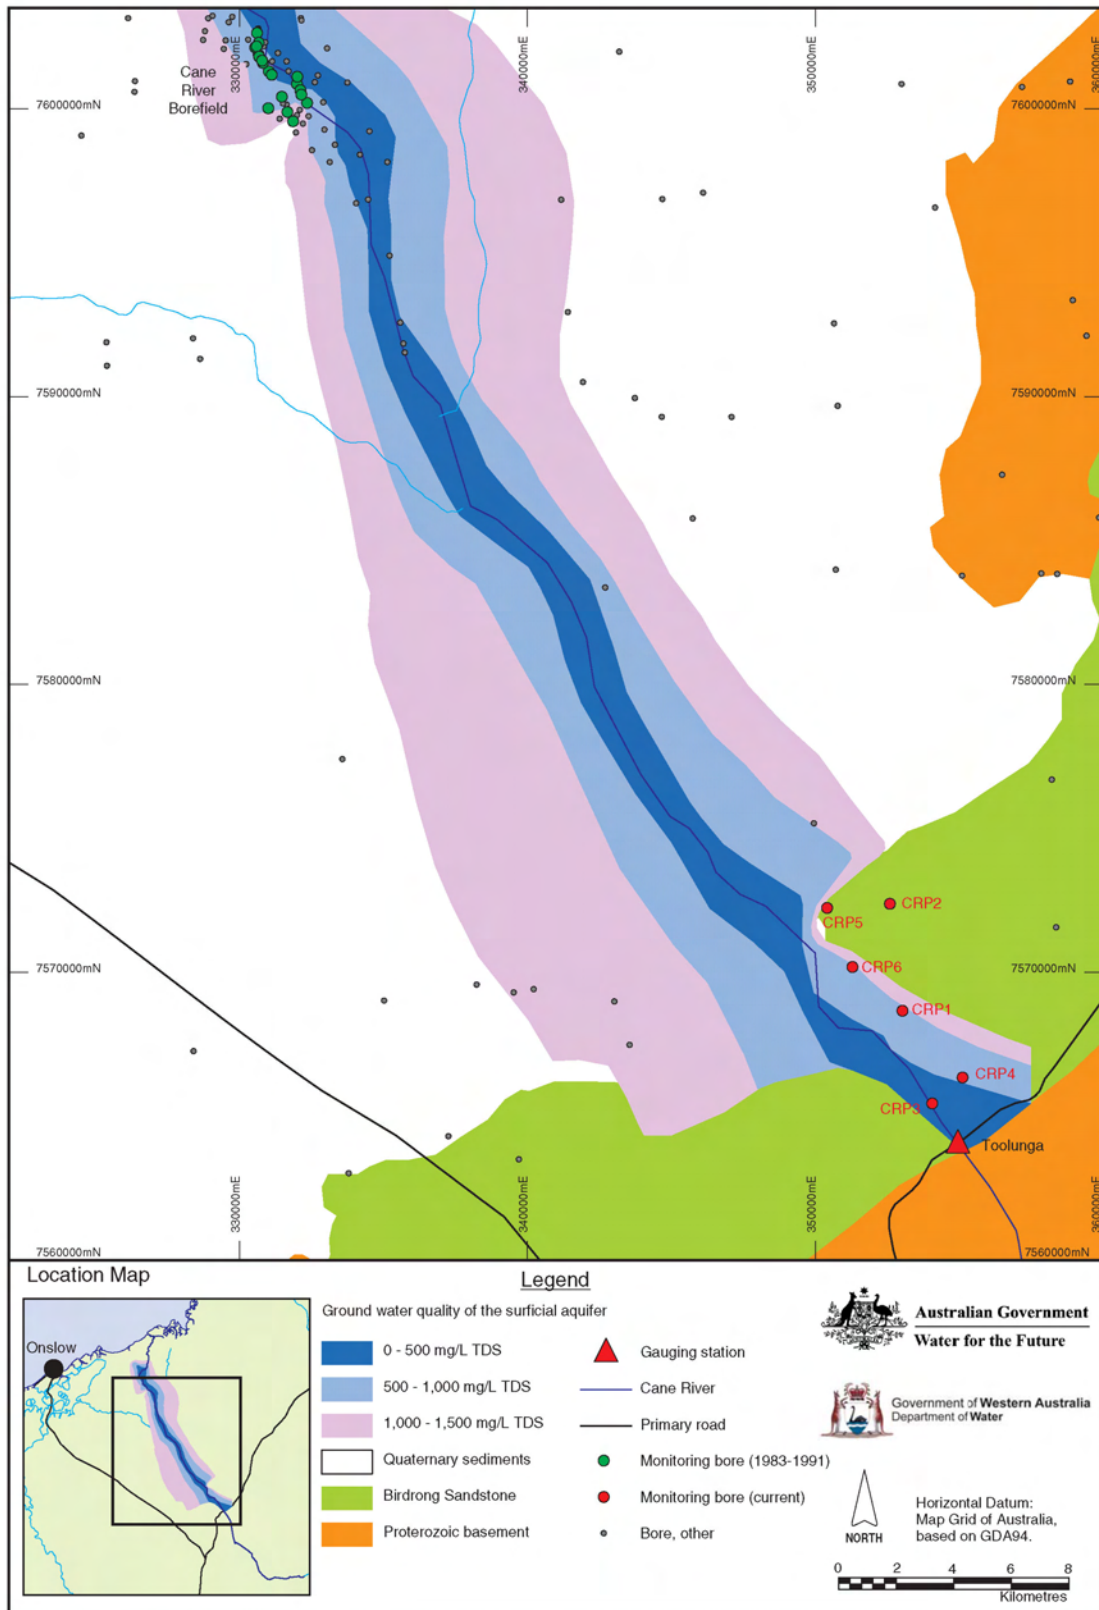 330000mE
340000mE
350000mE
360000mE
Cane
River
Borefield
7600000mN
7600000mN
7590000mN
7590000mN
7580000mN
7580000mN
CRP2
CRP5
CRP6
7570000mN
7570000mN
CRP1
CRP4
CRP3
Toolunga
330000mE
340000mE
350000mE
360000mE
7560000mN
7560000mN
Location Map
Onslow
Legend
Ground water quality of the surficial aquifer
0 - 500 mg/L TDS
500 - 1,000 mg/L TDS
1,000 - 1,500 mg/L TDS
Quaternary sediments
Birdrong Sandstone
Proterozoic basement
Gauging station
Cane River
Primary road
Monitoring bore (1983-1991)
Monitoring bore (current)
Bore, other
Australian Government
Water for the Future
Government of Western Australia
Department of Water
NORTH
Horizontal Datum:
Map Grid of Australia,
based on GDA94.
0 2 4 6 8
Kilometres